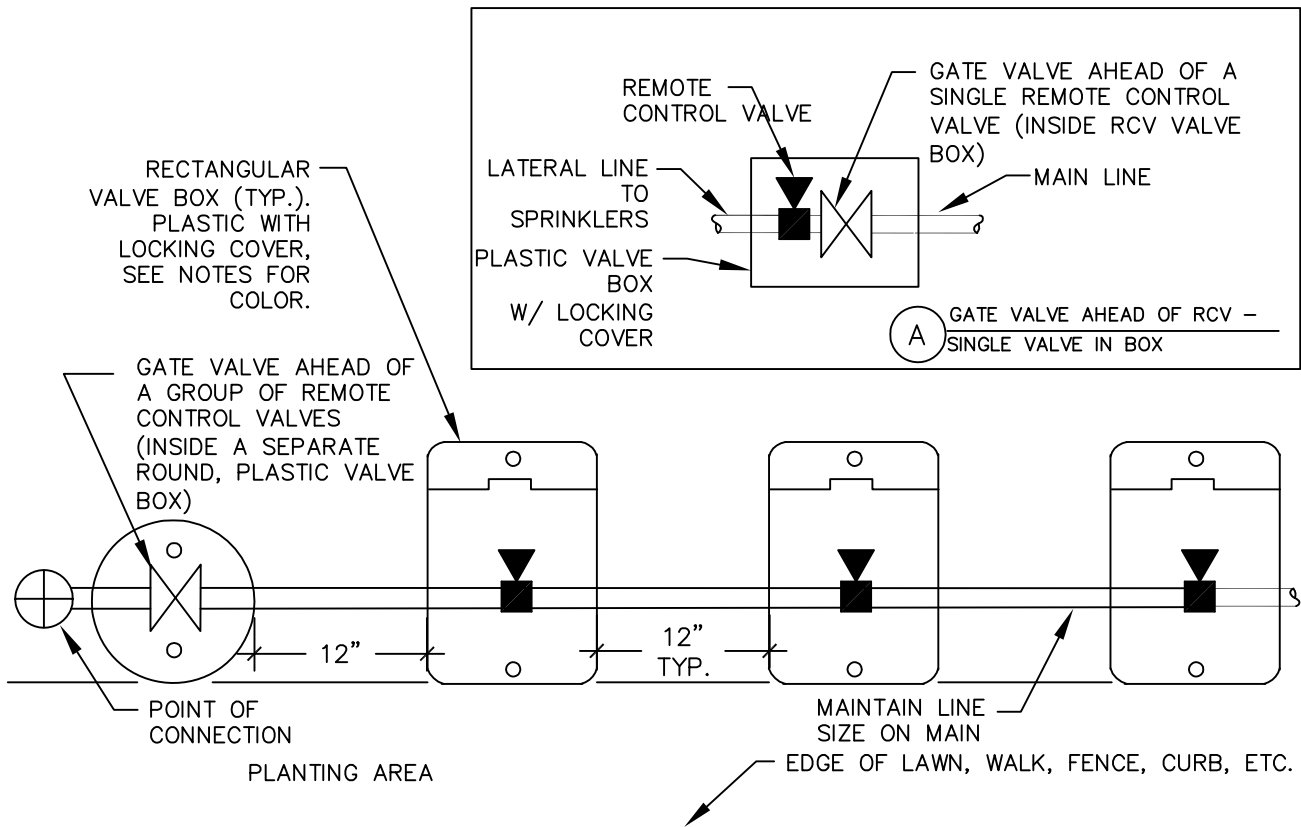 REMOTE
CONTROL VALVE
GATE VALVE AHEAD OF A
SINGLE REMOTE CONTROL
VALVE (INSIDE RCV VALVE
BOX)
LATERAL LINE
TO
SPRINKLERS
MAIN LINE
PLASTIC VALVE
BOX
W/ LOCKING
COVER
A
GATE VALVE AHEAD OF RCV –
SINGLE VALVE IN BOX
RECTANGULAR
VALVE BOX (TYP.).
PLASTIC WITH
LOCKING COVER,
SEE NOTES FOR
COLOR.
GATE VALVE AHEAD OF
A GROUP OF REMOTE
CONTROL VALVES
(INSIDE A SEPARATE
ROUND, PLASTIC VALVE
BOX)
12"
12"
TYP.
POINT OF
CONNECTION
MAINTAIN LINE
SIZE ON MAIN
PLANTING AREA
EDGE OF LAWN, WALK, FENCE, CURB, ETC.